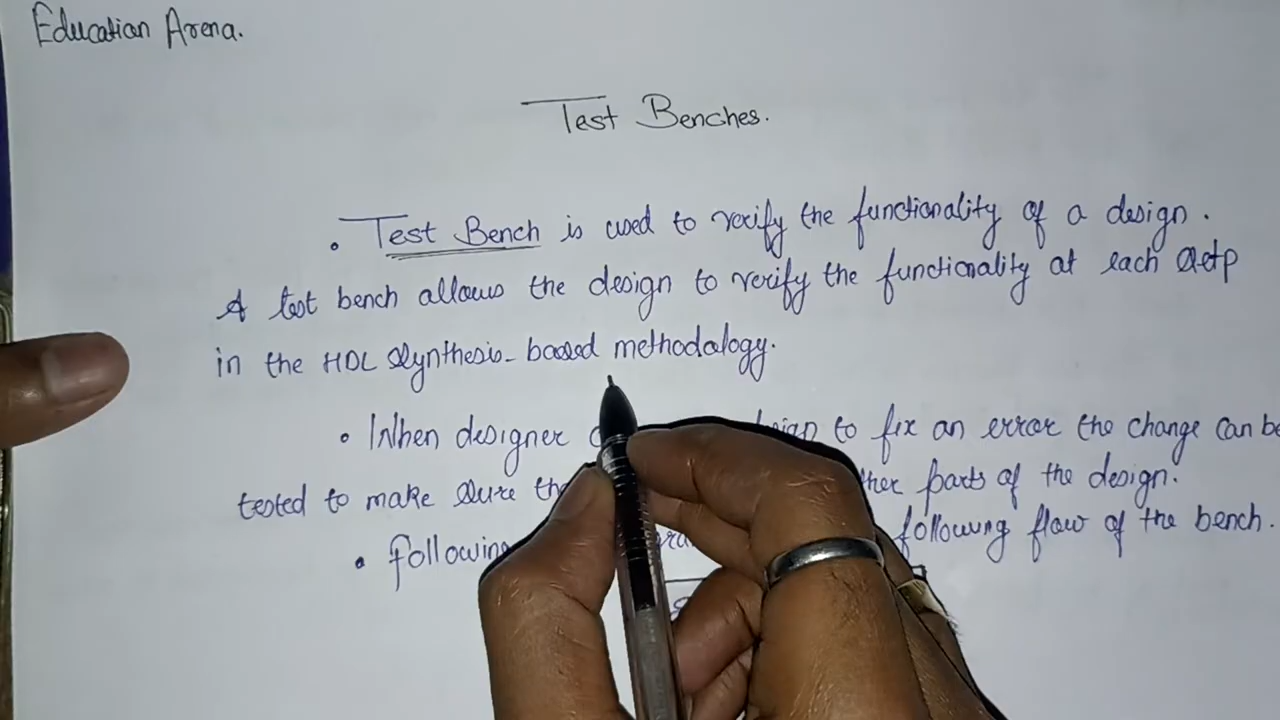 Education Arena.
Test Benches.
• Test Bench is used to verify the functionality of a design.
A test bench allows the design to verify the functionality at each step
in the HDL synthesis-based methodalogy.
• When designer to fix an error the change can be
tested to make sure parts of the design.
• following following flow of the bench.